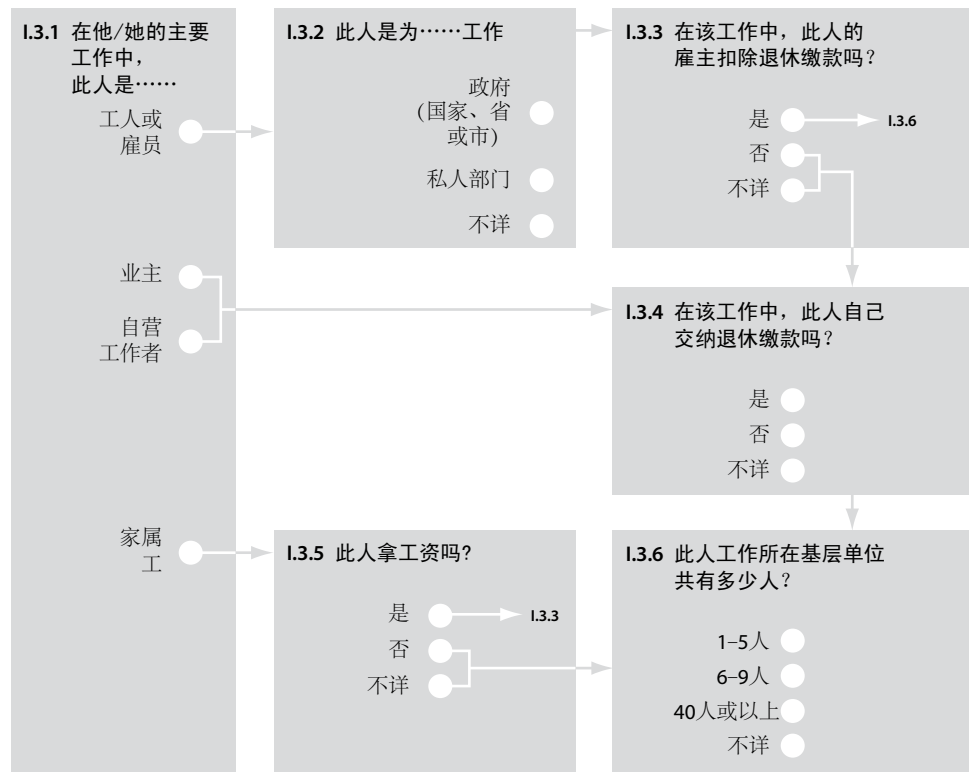 I.3.1 在他/她的主要
工作中，
此人是……
工人或
雇员
业主
自营
工作者
家属
工
I.3.2 此人是为……工作
政府
(国家、省
或市)
私人部门
不详
I.3.3 在该工作中，此人的
雇主扣除退休缴款吗？
是
I.3.6
否
不详
I.3.4 在该工作中，此人自己
交纳退休缴款吗？
是
否
不详
I.3.5 此人拿工资吗?
是
I.3.3
否
不详
I.3.6 此人工作所在基层单位
共有多少人？
1–5人
6–9人
40人或以上
不详